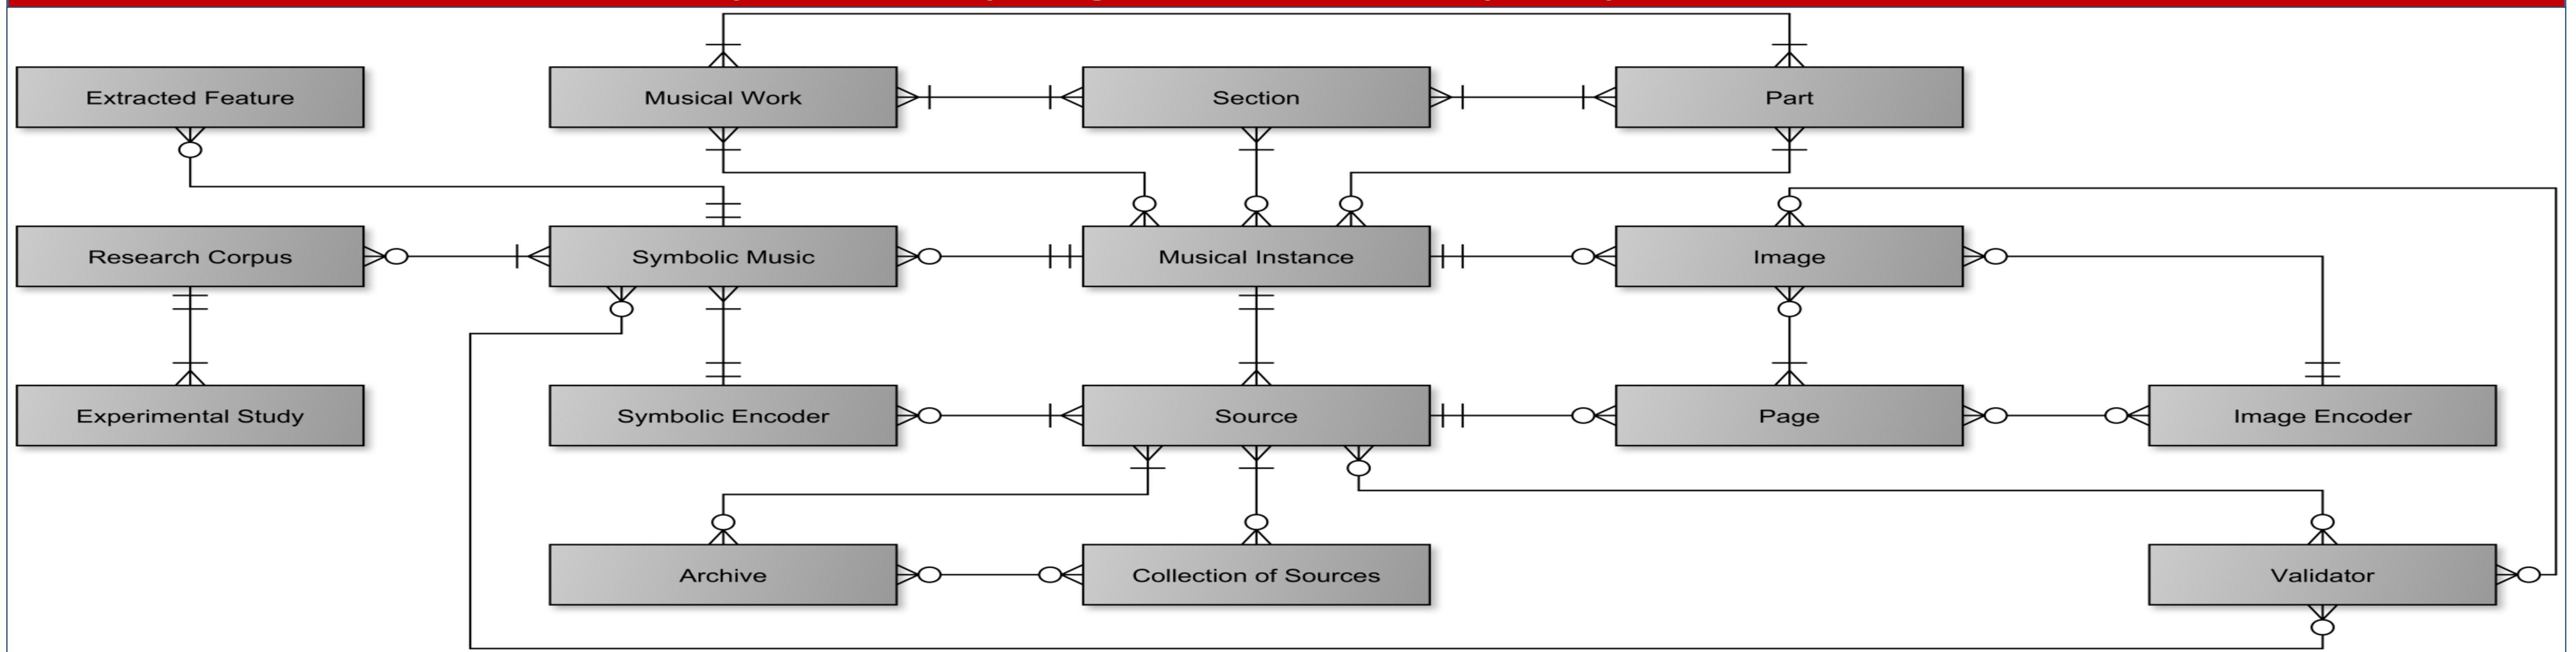 Extracted Feature
Musical Work
Section
Part
Research Corpus
Symbolic Music
Musical Instance
Image
Experimental Study
Symbolic Encoder
Source
Page
Image Encoder
Archive
Collection of Sources
Validator